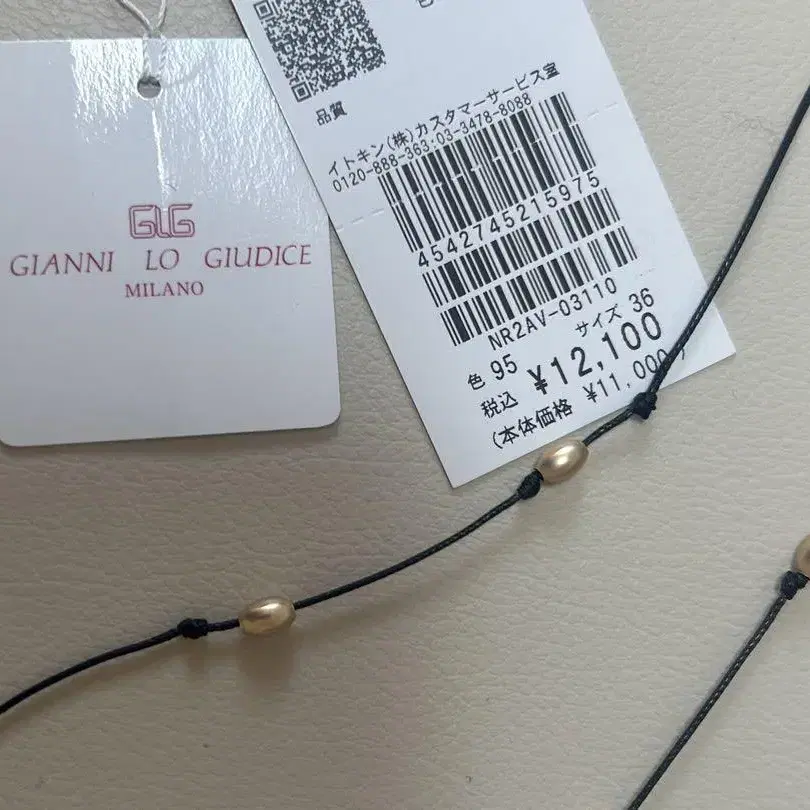 GLG
GIANNI LO GIUDICE
MILANO
品質
イトキン(株)カスタマーサービス室
0120-888-363:03-3478-8088
4542745215975
NR2AV-03110
色 95 サイズ 36
税込 ¥12,100
(本体価格 ¥11,000)